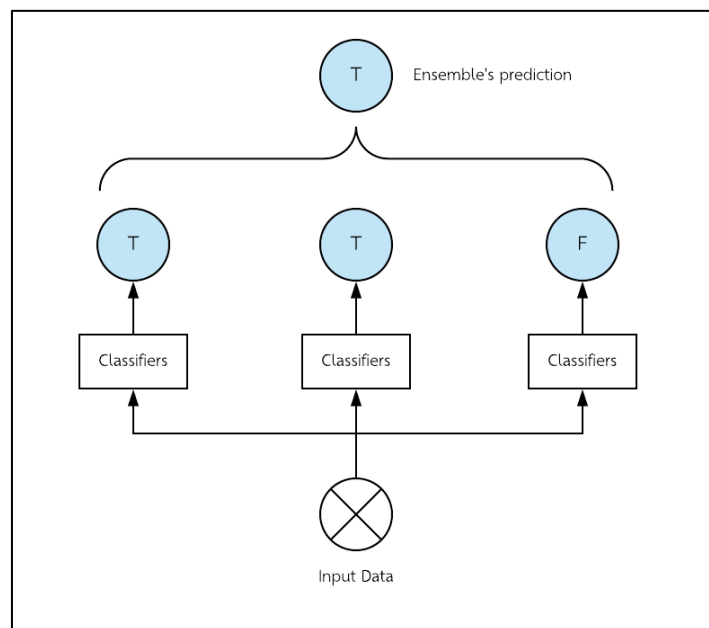 T
Ensemble's prediction
T
T
F
Classifiers
Classifiers
Classifiers
Input Data